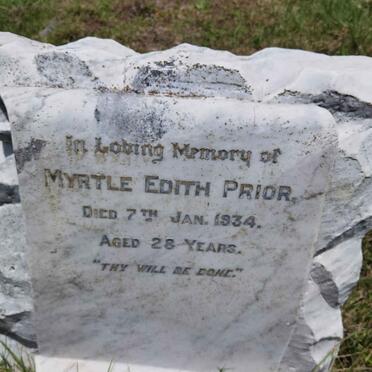 In Loving Memory of
MYRTLE EDITH PRIOR,
DIED 7TH JAN. 1934.
AGED 28 YEARS.
"THY WILL BE DONE."